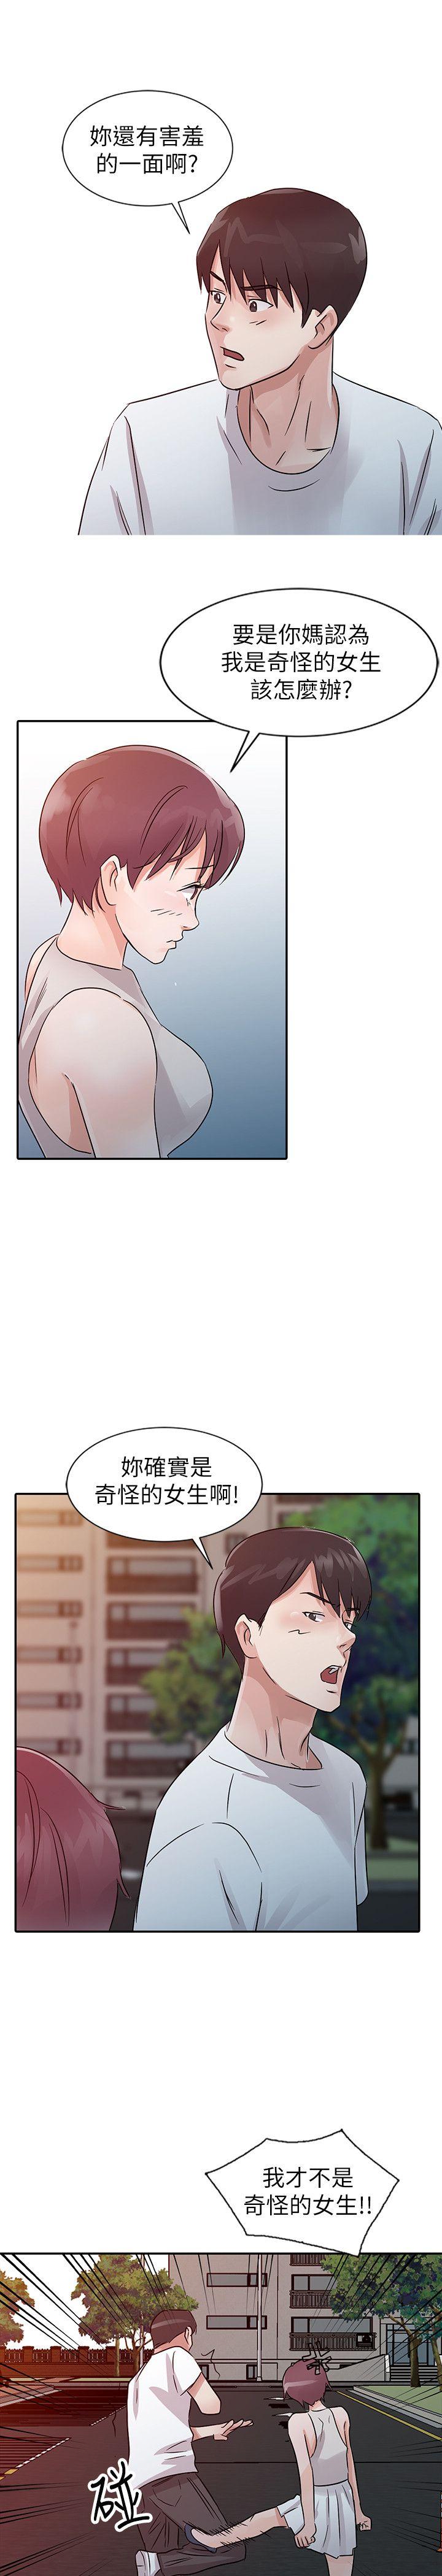 妳還有害羞
的一面啊?
要是你媽認為
我是奇怪的女生
該怎麼辦?
妳確實是
奇怪的女生啊!
我才不是
奇怪的女生!!
碰